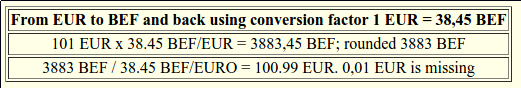 From EUR to BEF and back using conversion factor 1 EUR = 38,45 BEF
101 EUR x 38.45 BEF/EUR = 3883,45 BEF; rounded 3883 BEF
3883 BEF / 38.45 BEF/EURO = 100.99 EUR. 0,01 EUR is missing